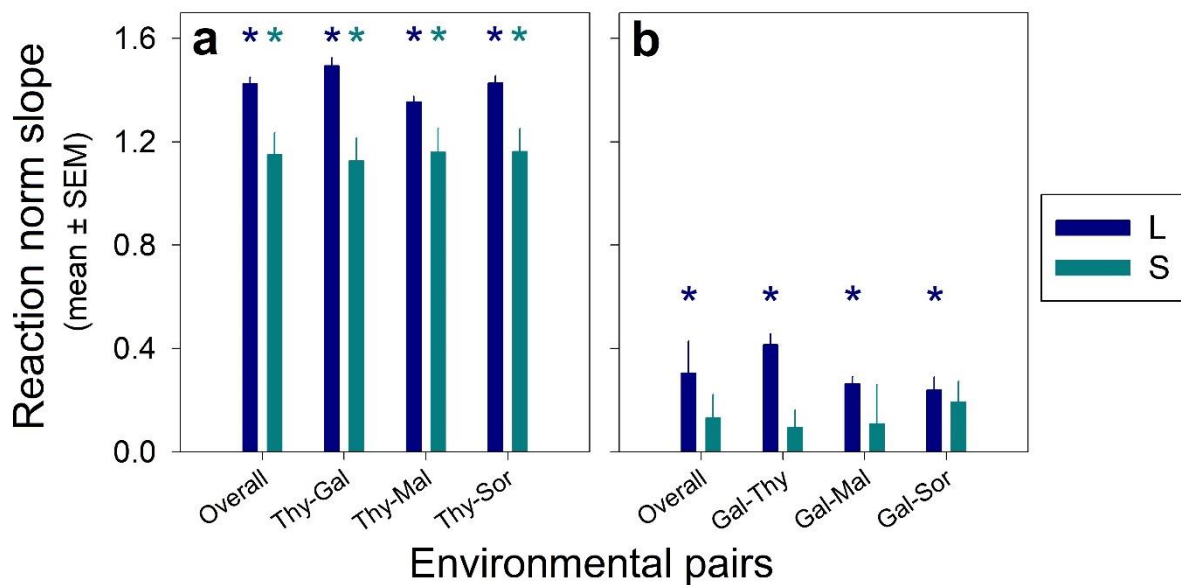 Reaction norm slope
(mean ± SEM)
1.6
1.2
0.8
0.4
0.0
a
* * * * * * * *
Overall
Thy-Gal
Thy-Mal
Thy-Sor
b
* * * *
Overall
Gal-Thy
Gal-Mal
Gal-Sor
L
S
Environmental pairs